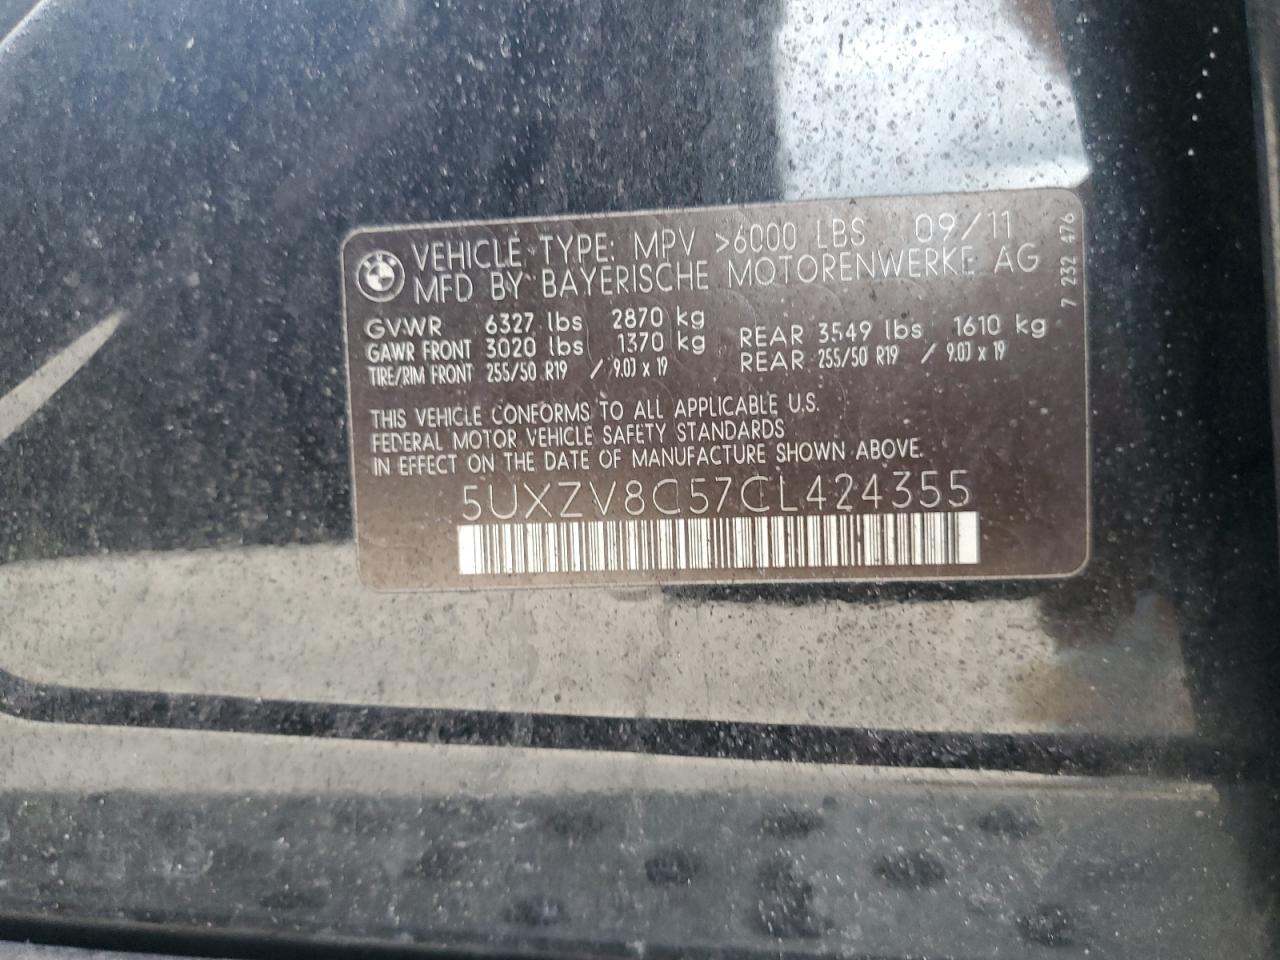 VEHICLE TYPE: MPV >6000 LBS 09/11
MFD BY BAYERISCHE MOTORENWERKE AG
GVWR 6327 lbs 2870 kg
GAWR FRONT 3020 lbs 1370 kg REAR 3549 lbs 1610 kg
TIRE/RIM FRONT 255/50 R19 / 9.0J x 19 REAR 255/50 R19 / 9.0J x 19
THIS VEHICLE CONFORMS TO ALL APPLICABLE U.S.
FEDERAL MOTOR VEHICLE SAFETY STANDARDS
IN EFFECT ON THE DATE OF MANUFACTURE SHOWN ABOVE.
5UXZV8C57CL424355
7 232 476